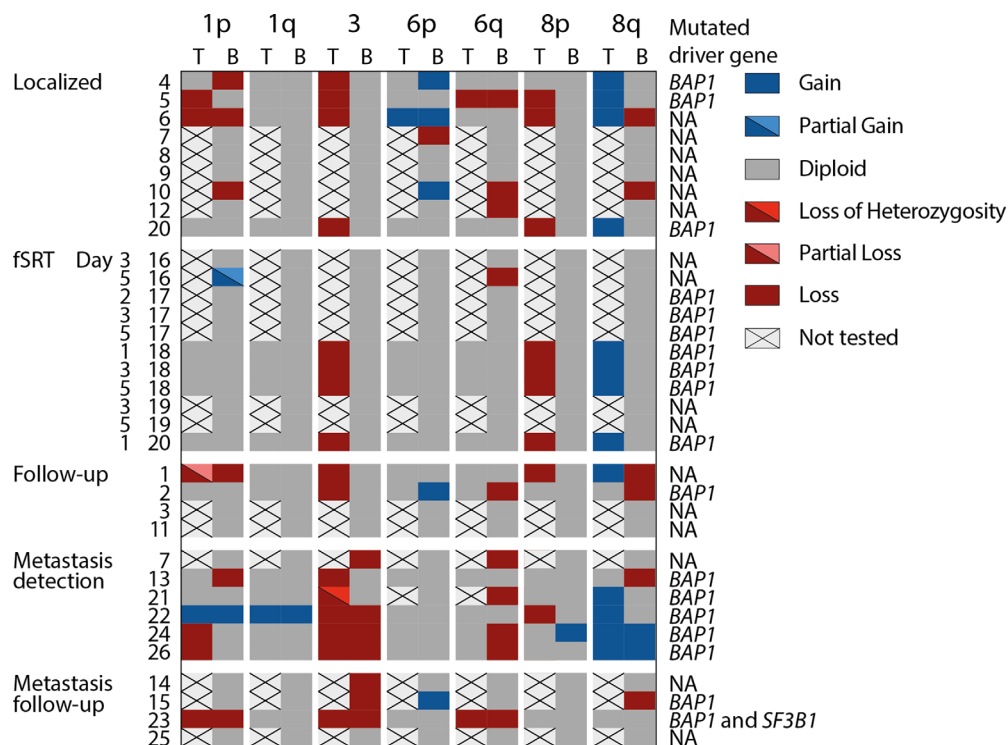 1p 1q 3 6p 6q 8p 8q Mutated
T B T B T B T B T B T B T B driver gene
Localized 4 BAP1
5 BAP1
6 NA
7 NA
8 NA
9 NA
10 NA
12 NA
20 BAP1
fSRT Day 3 16 NA
5 16 NA
2 17 BAP1
3 17 BAP1
5 17 BAP1
1 18 BAP1
3 18 BAP1
5 18 BAP1
3 19 NA
5 19 NA
1 20 BAP1
Follow-up 1 NA
2 BAP1
3 NA
11 NA
Metastasis 7 NA
detection 13 BAP1
21 BAP1
22 BAP1
24 BAP1
26 BAP1
Metastasis 14 NA
follow-up 15 BAP1
23 BAP1 and SF3B1
25 NA
Gain
Partial Gain
Diploid
Loss of Heterozygosity
Partial Loss
Loss
Not tested